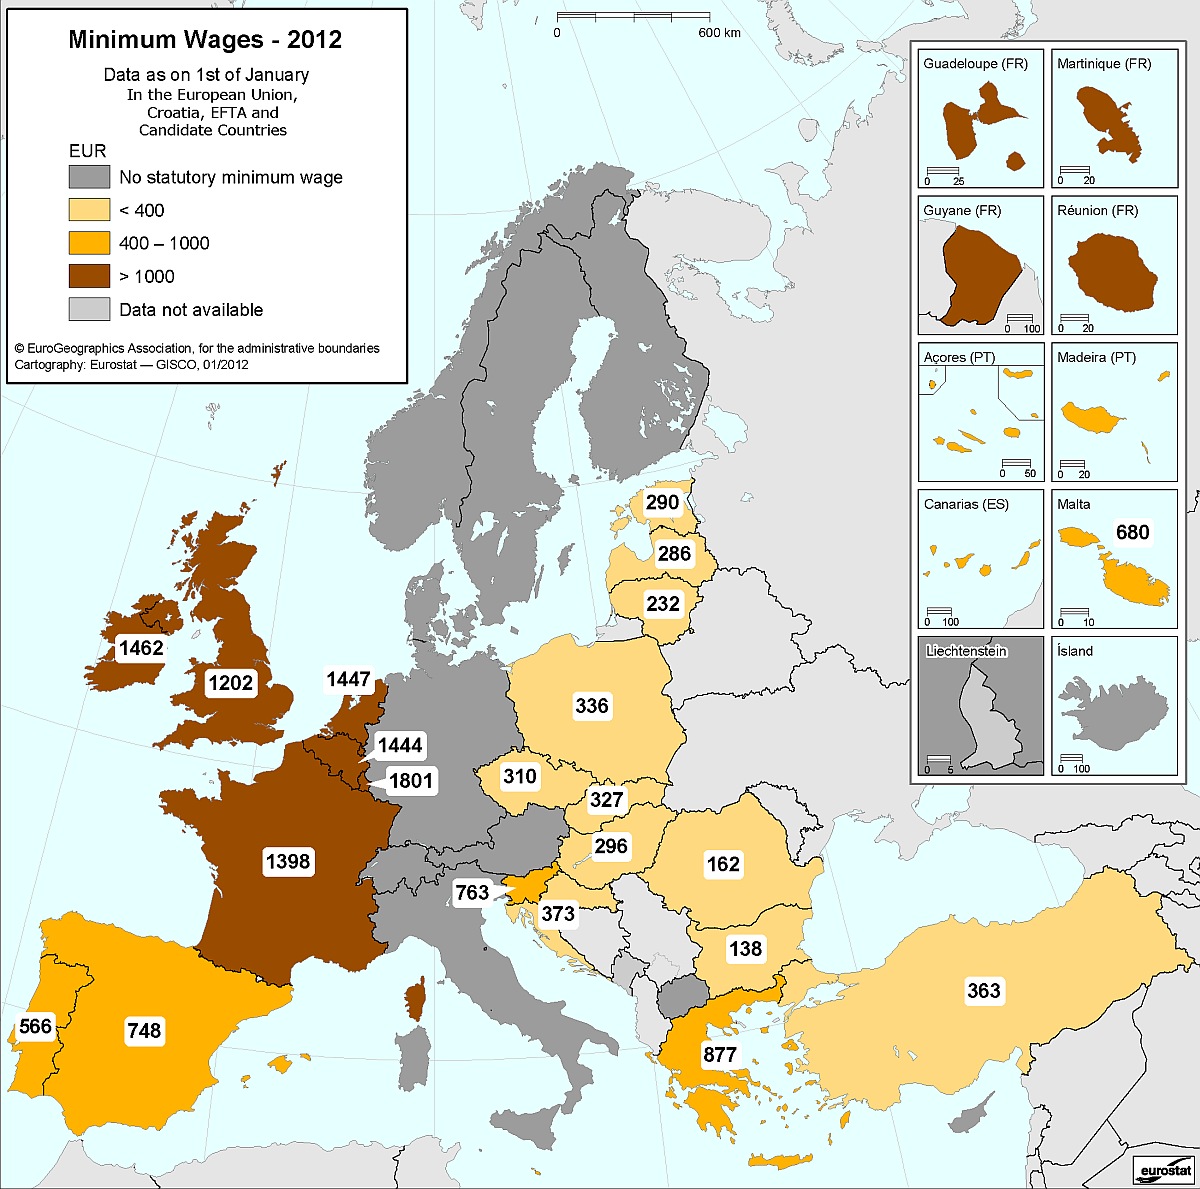 Minimum Wages - 2012
Data as on 1st of January
In the European Union,
Croatia, EFTA and
Candidate Countries
EUR
No statutory minimum wage
< 400
400 – 1000
> 1000
Data not available
© EuroGeographics Association, for the administrative boundaries
Cartography: Eurostat — GISCO, 01/2012
0 600 km
Guadeloupe (FR)
0 25
Martinique (FR)
0 20
Guyane (FR)
0 100
Réunion (FR)
0 20
Açores (PT)
0 50
Madeira (PT)
0 20
Canarias (ES)
0 100
Malta
680
0 10
Liechtenstein
0 5
Ísland
0 100
290
286
232
1462
1202
1447
336
1444
1801
310
327
296
1398
162
763
373
138
363
566
748
877
eurostat